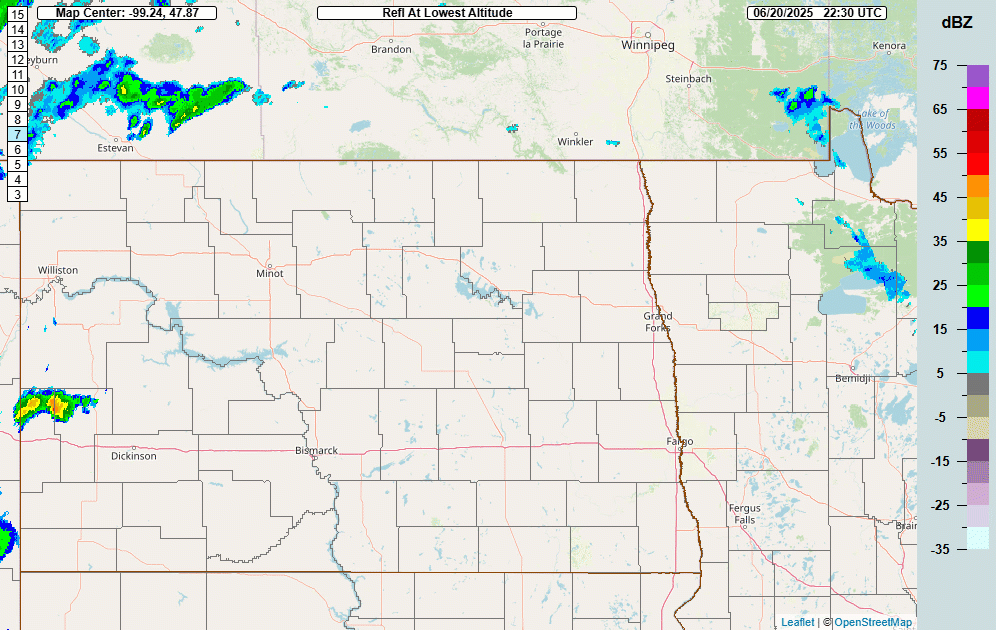 Map Center: -99.24, 47.87
Refl At Lowest Altitude
06/20/2025 22:30 UTC
dBZ
15
14
13
12
11
10
9
8
7
6
5
4
3
yburn
Brandon
Portage
la Prairie
Winnipeg
Kenora
Steinbach
Lake of
the Woods
Estevan
Winkler
Williston
Minot
Grand
Forks
Bemidji
Dickinson
Bismarck
Fargo
Fergus
Falls
Brain
75
65
55
45
35
25
15
5
-5
-15
-25
-35
Leaflet | © OpenStreetMap